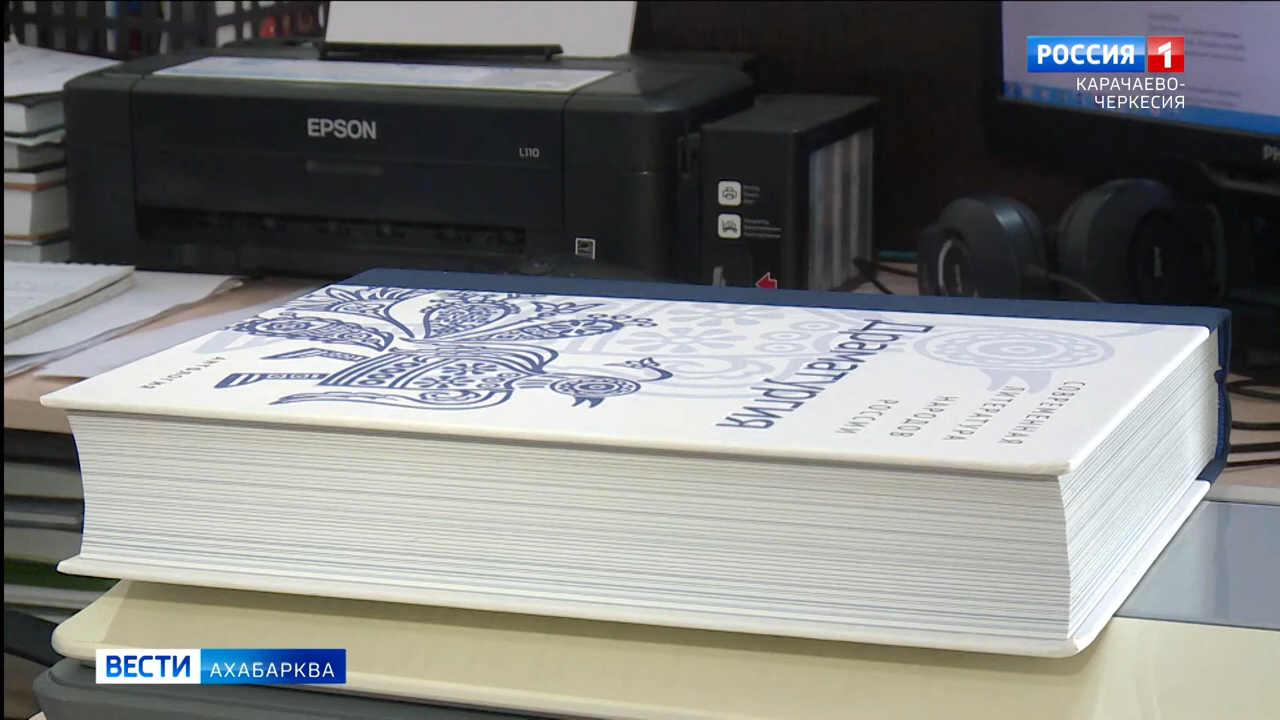 РОССИЯ 1
КАРАЧАЕВО-
ЧЕРКЕСИЯ
EPSON
L110
Драматургия
СОВРЕМЕННАЯ
ЛИТЕРАТУРА
НАРОДОВ
РОССИИ
АНТОЛОГИЯ
ВЕСТИ АХАБАРКВА